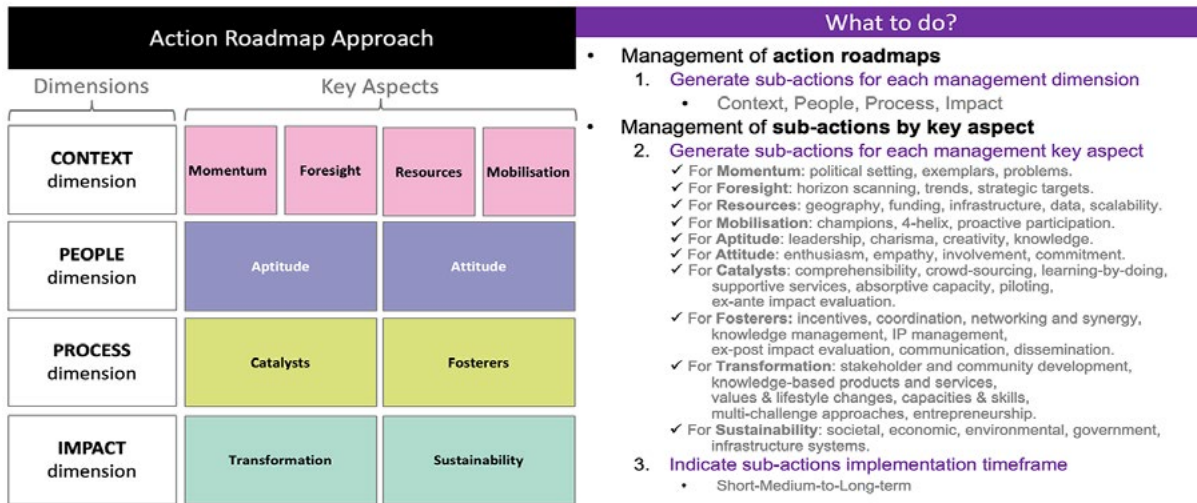 Action Roadmap Approach
Dimensions
Key Aspects
CONTEXT
dimension
Momentum
Foresight
Resources
Mobilisation
PEOPLE
dimension
Aptitude
Attitude
PROCESS
dimension
Catalysts
Fosterers
IMPACT
dimension
Transformation
Sustainability
What to do?
• Management of action roadmaps
1. Generate sub-actions for each management dimension
• Context, People, Process, Impact
• Management of sub-actions by key aspect
2. Generate sub-actions for each management key aspect
✓ For Momentum: political setting, exemplars, problems.
✓ For Foresight: horizon scanning, trends, strategic targets.
✓ For Resources: geography, funding, infrastructure, data, scalability.
✓ For Mobilisation: champions, 4-helix, proactive participation.
✓ For Aptitude: leadership, charisma, creativity, knowledge.
✓ For Attitude: enthusiasm, empathy, involvement, commitment.
✓ For Catalysts: comprehensibility, crowd-sourcing, learning-by-doing,
supportive services, absorptive capacity, piloting,
ex-ante impact evaluation.
✓ For Fosterers: incentives, coordination, networking and synergy,
knowledge management, IP management,
ex-post impact evaluation, communication, dissemination.
✓ For Transformation: stakeholder and community development,
knowledge-based products and services,
values & lifestyle changes, capacities & skills,
multi-challenge approaches, entrepreneurship.
✓ For Sustainability: societal, economic, environmental, government,
infrastructure systems.
3. Indicate sub-actions implementation timeframe
• Short-Medium-to-Long-term